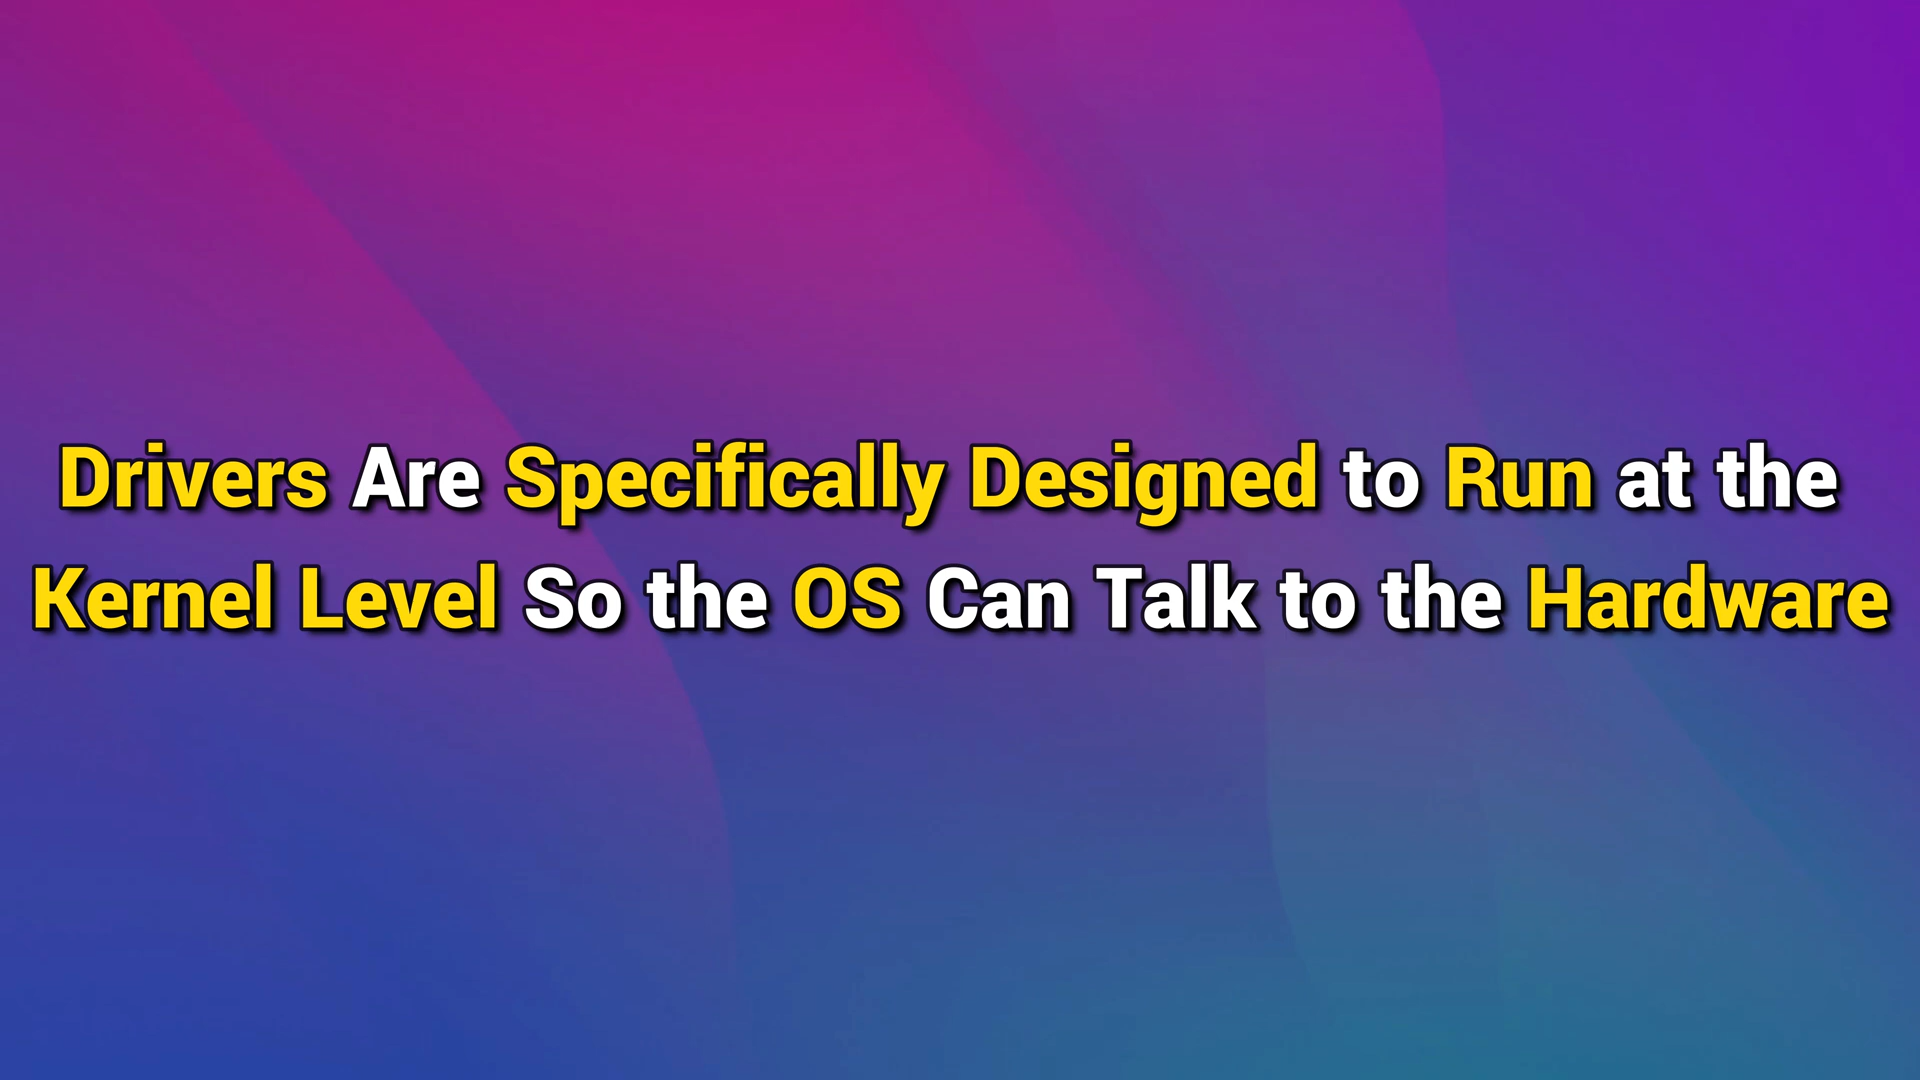 Drivers Are Specifically Designed to Run at the
Kernel Level So the OS Can Talk to the Hardware